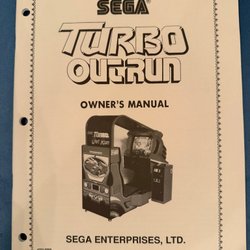 SEGA
TURBO
OUTRUN
OWNER'S MANUAL
SEGA ENTERPRISES, LTD.